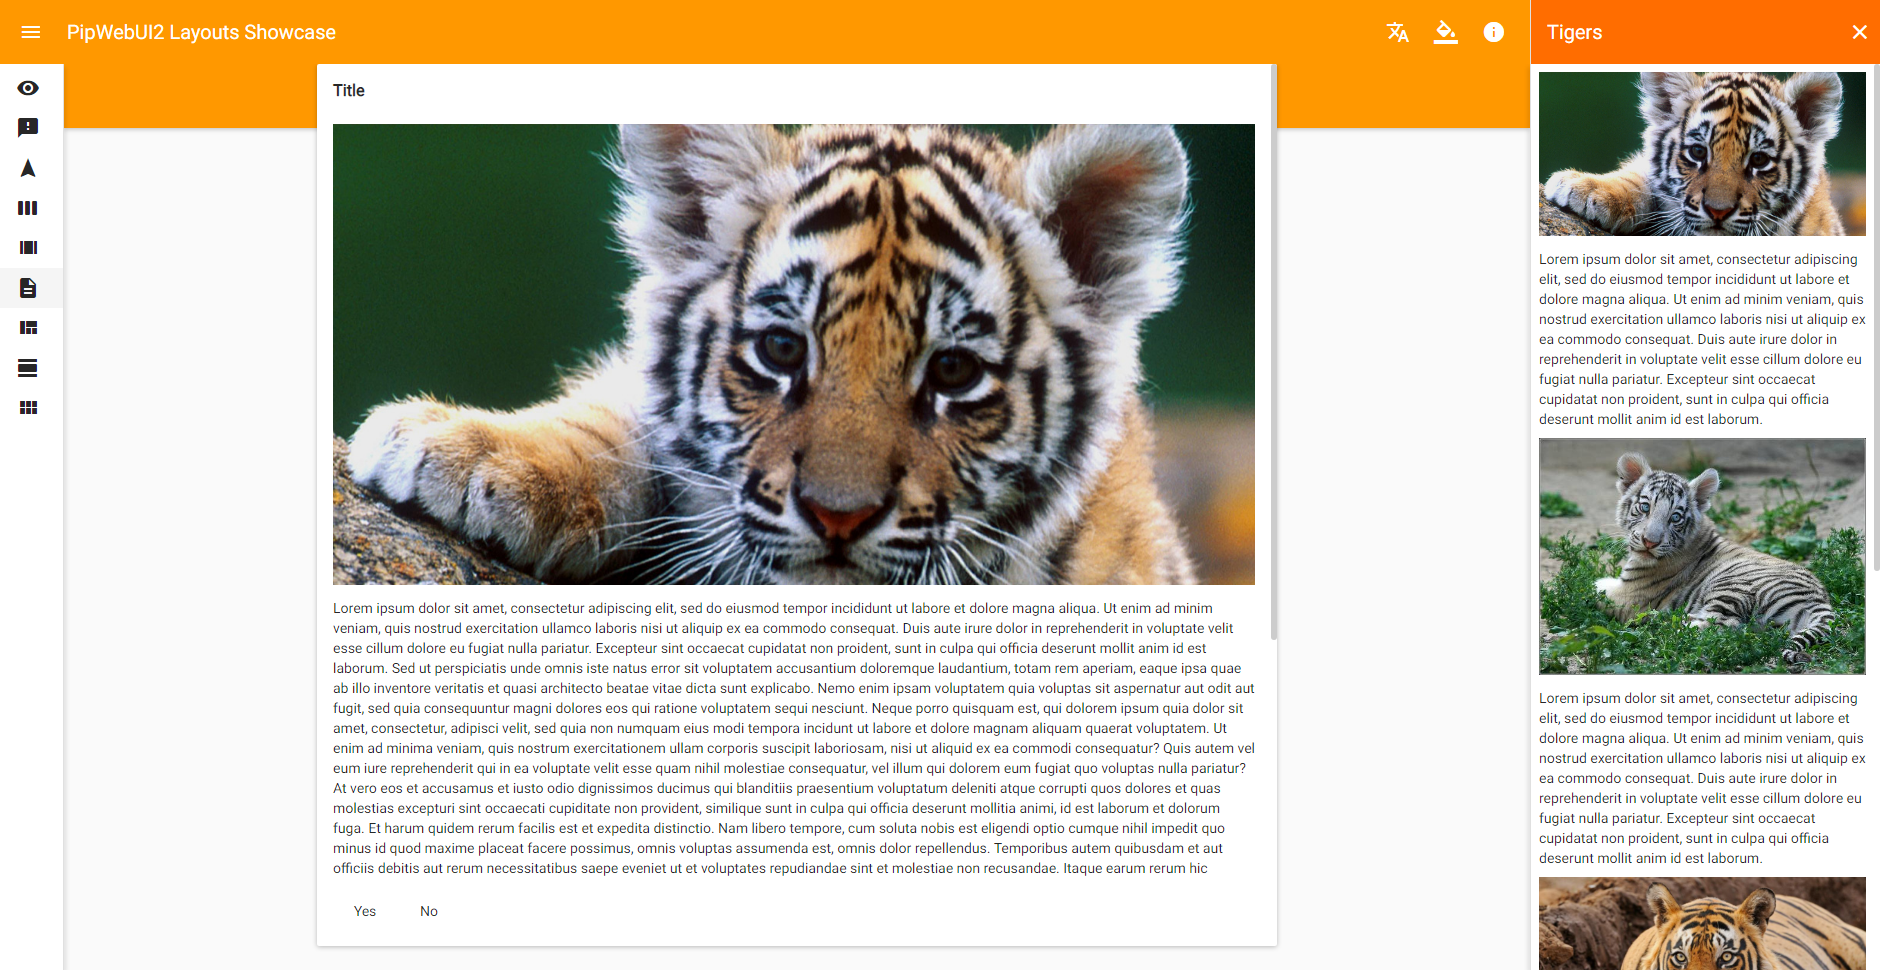 PipWebUI2 Layouts Showcase
Tigers
Title
Lorem ipsum dolor sit amet, consectetur adipiscing elit, sed do eiusmod tempor incididunt ut labore et dolore magna aliqua. Ut enim ad minim
veniam, quis nostrud exercitation ullamco laboris nisi ut aliquip ex ea commodo consequat. Duis aute irure dolor in reprehenderit in voluptate velit
esse cillum dolore eu fugiat nulla pariatur. Excepteur sint occaecat cupidatat non proident, sunt in culpa qui officia deserunt mollit anim id est
laborum. Sed ut perspiciatis unde omnis iste natus error sit voluptatem accusantium doloremque laudantium, totam rem aperiam, eaque ipsa quae
ab illo inventore veritatis et quasi architecto beatae vitae dicta sunt explicabo. Nemo enim ipsam voluptatem quia voluptas sit aspernatur aut odit aut
fugit, sed quia consequuntur magni dolores eos qui ratione voluptatem sequi nesciunt. Neque porro quisquam est, qui dolorem ipsum quia dolor sit
amet, consectetur, adipisci velit, sed quia non numquam eius modi tempora incidunt ut labore et dolore magnam aliquam quaerat voluptatem. Ut
enim ad minima veniam, quis nostrum exercitationem ullam corporis suscipit laboriosam, nisi ut aliquid ex ea commodi consequatur? Quis autem vel
eum iure reprehenderit qui in ea voluptate velit esse quam nihil molestiae consequatur, vel illum qui dolorem eum fugiat quo voluptas nulla pariatur?
At vero eos et accusamus et iusto odio dignissimos ducimus qui blanditiis praesentium voluptatum deleniti atque corrupti quos dolores et quas
molestias excepturi sint occaecati cupiditate non provident, similique sunt in culpa qui officia deserunt mollitia animi, id est laborum et dolorum
fuga. Et harum quidem rerum facilis est et expedita distinctio. Nam libero tempore, cum soluta nobis est eligendi optio cumque nihil impedit quo
minus id quod maxime placeat facere possimus, omnis voluptas assumenda est, omnis dolor repellendus. Temporibus autem quibusdam et aut
officiis debitis aut rerum necessitatibus saepe eveniet ut et voluptates repudiandae sint et molestiae non recusandae. Itaque earum rerum hic
Yes
No
Lorem ipsum dolor sit amet, consectetur adipiscing
elit, sed do eiusmod tempor incididunt ut labore et
dolore magna aliqua. Ut enim ad minim veniam, quis
nostrud exercitation ullamco laboris nisi ut aliquip ex
ea commodo consequat. Duis aute irure dolor in
reprehenderit in voluptate velit esse cillum dolore eu
fugiat nulla pariatur. Excepteur sint occaecat
cupidatat non proident, sunt in culpa qui officia
deserunt mollit anim id est laborum.
Lorem ipsum dolor sit amet, consectetur adipiscing
elit, sed do eiusmod tempor incididunt ut labore et
dolore magna aliqua. Ut enim ad minim veniam, quis
nostrud exercitation ullamco laboris nisi ut aliquip ex
ea commodo consequat. Duis aute irure dolor in
reprehenderit in voluptate velit esse cillum dolore eu
fugiat nulla pariatur. Excepteur sint occaecat
cupidatat non proident, sunt in culpa qui officia
deserunt mollit anim id est laborum.